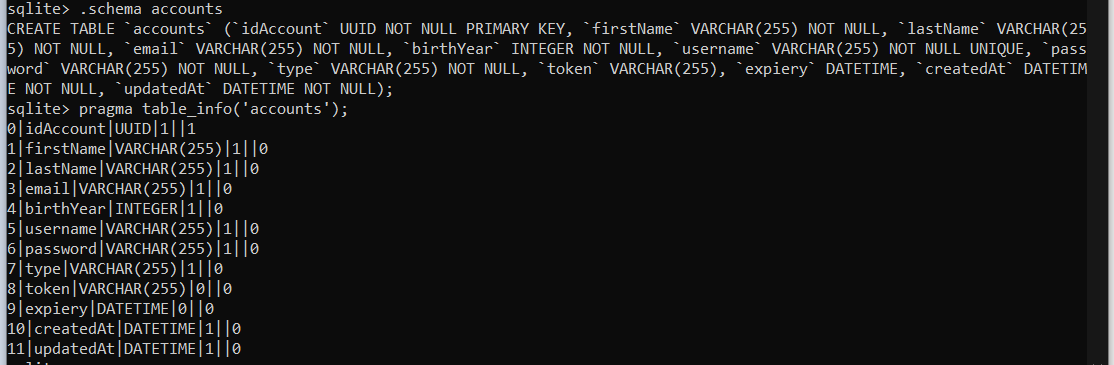 sqlite> .schema accounts
CREATE TABLE `accounts` (`idAccount` UUID NOT NULL PRIMARY KEY, `firstName` VARCHAR(255) NOT NULL, `lastName` VARCHAR(25
5) NOT NULL, `email` VARCHAR(255) NOT NULL, `birthYear` INTEGER NOT NULL, `username` VARCHAR(255) NOT NULL UNIQUE, `pass
word` VARCHAR(255) NOT NULL, `type` VARCHAR(255) NOT NULL, `token` VARCHAR(255), `expiery` DATETIME, `createdAt` DATETIM
E NOT NULL, `updatedAt` DATETIME NOT NULL);
sqlite> pragma table_info('accounts');
0|idAccount|UUID|1||1
1|firstName|VARCHAR(255)|1||0
2|lastName|VARCHAR(255)|1||0
3|email|VARCHAR(255)|1||0
4|birthYear|INTEGER|1||0
5|username|VARCHAR(255)|1||0
6|password|VARCHAR(255)|1||0
7|type|VARCHAR(255)|1||0
8|token|VARCHAR(255)|0||0
9|expiery|DATETIME|0||0
10|createdAt|DATETIME|1||0
11|updatedAt|DATETIME|1||0